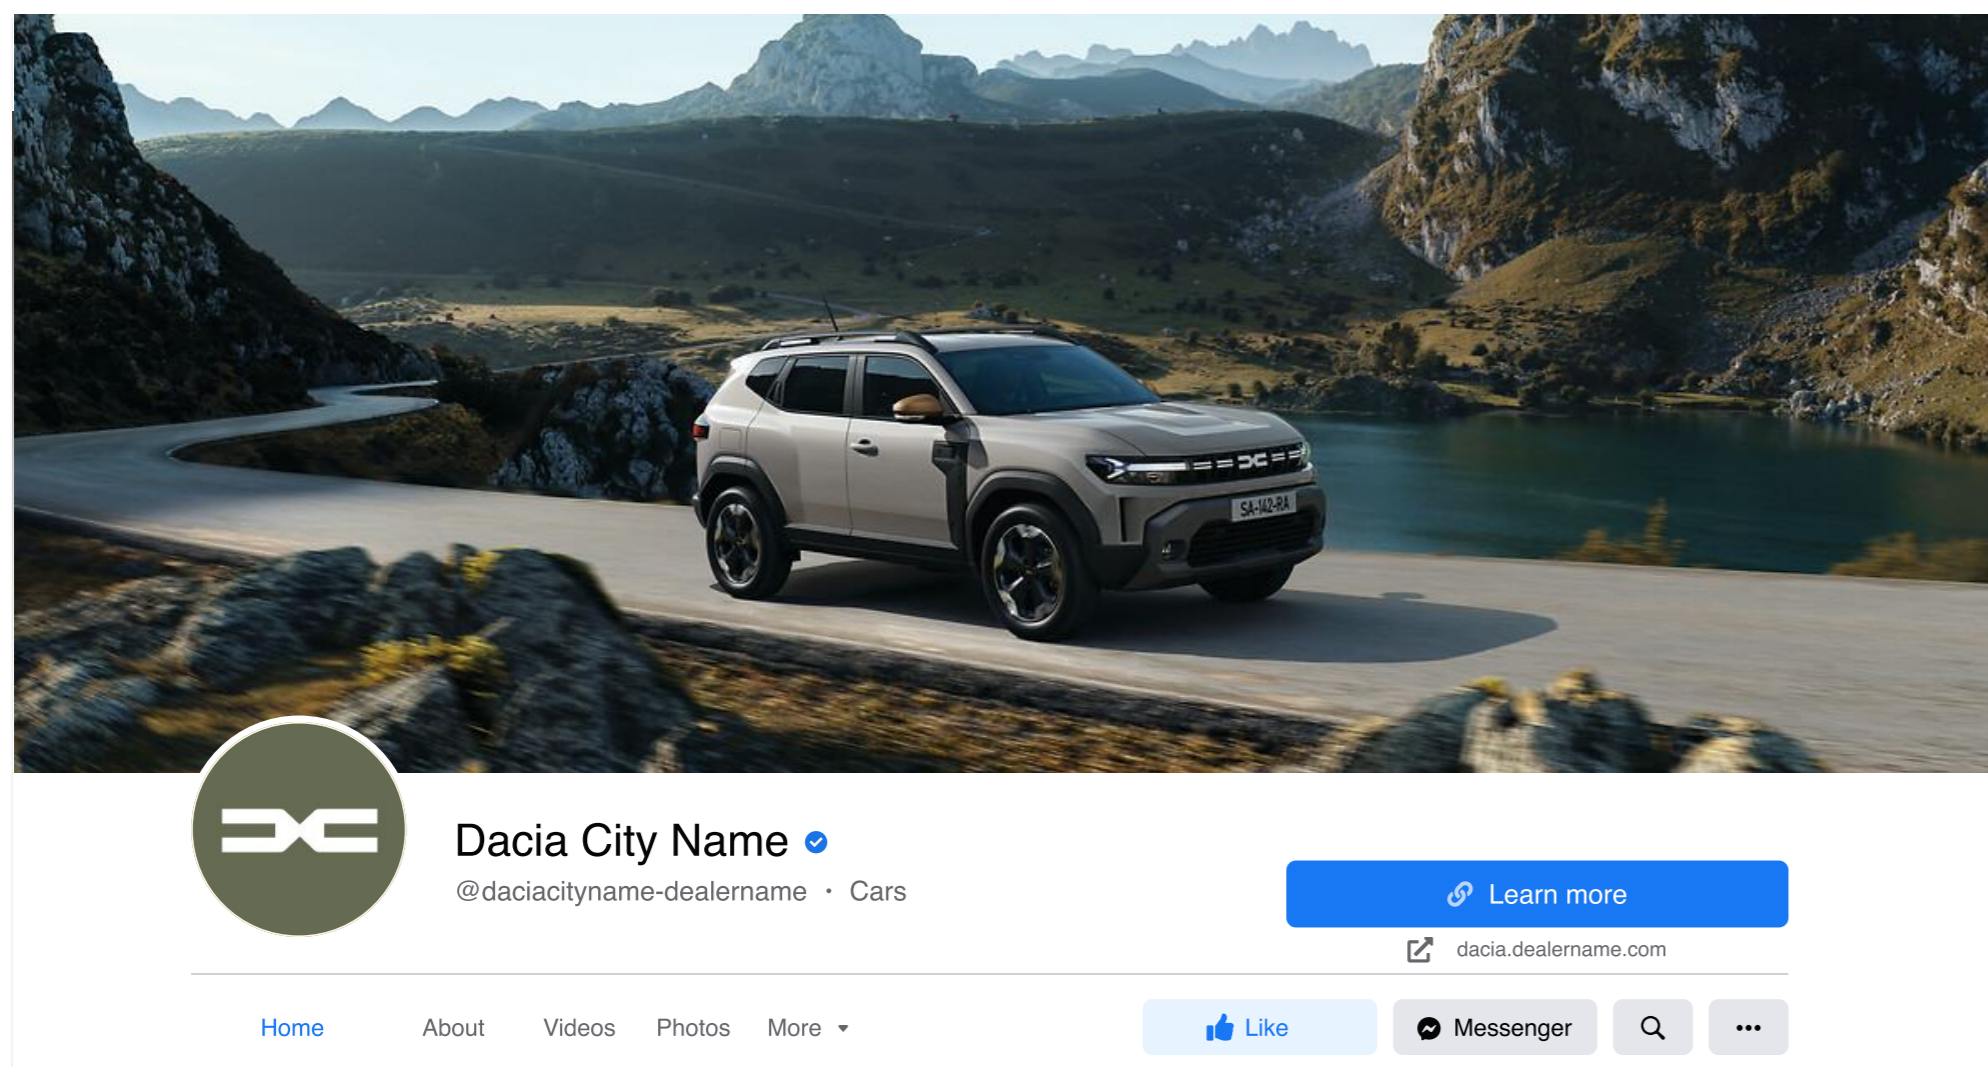 SA-142-RA
Dacia City Name
@daciacityname-dealername · Cars
Learn more
dacia.dealername.com
Home About Videos Photos More Like Messenger